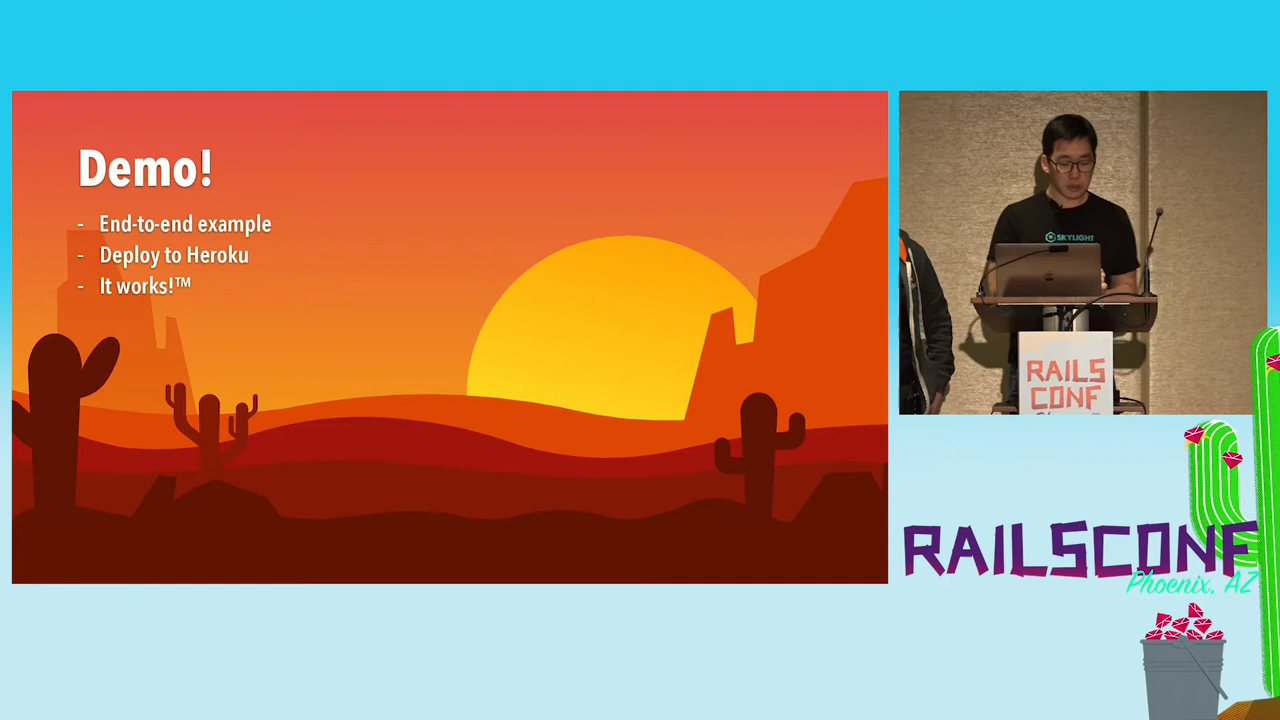 Demo!
- End-to-end example
- Deploy to Heroku
- It works!™
SKYLIGHT
RAILS
CONF
RAILSCONF
Phoenix, AZ